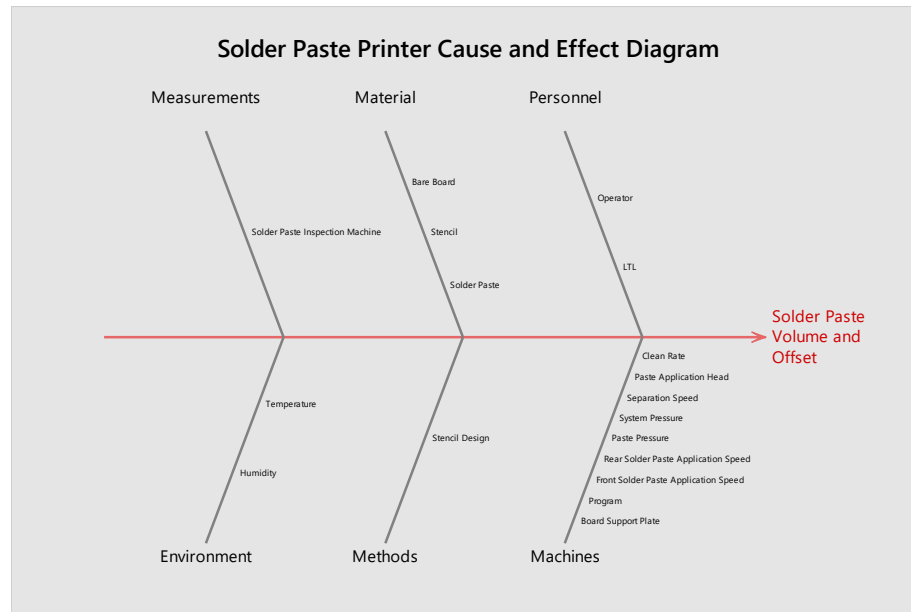 Solder Paste Printer Cause and Effect Diagram
Measurements
Material
Personnel
Bare Board
Operator
Solder Paste Inspection Machine
Stencil
LTL
Solder Paste
Solder Paste
Volume and
Offset
Clean Rate
Paste Application Head
Separation Speed
Temperature
System Pressure
Stencil Design
Paste Pressure
Rear Solder Paste Application Speed
Humidity
Front Solder Paste Application Speed
Program
Board Support Plate
Environment
Methods
Machines